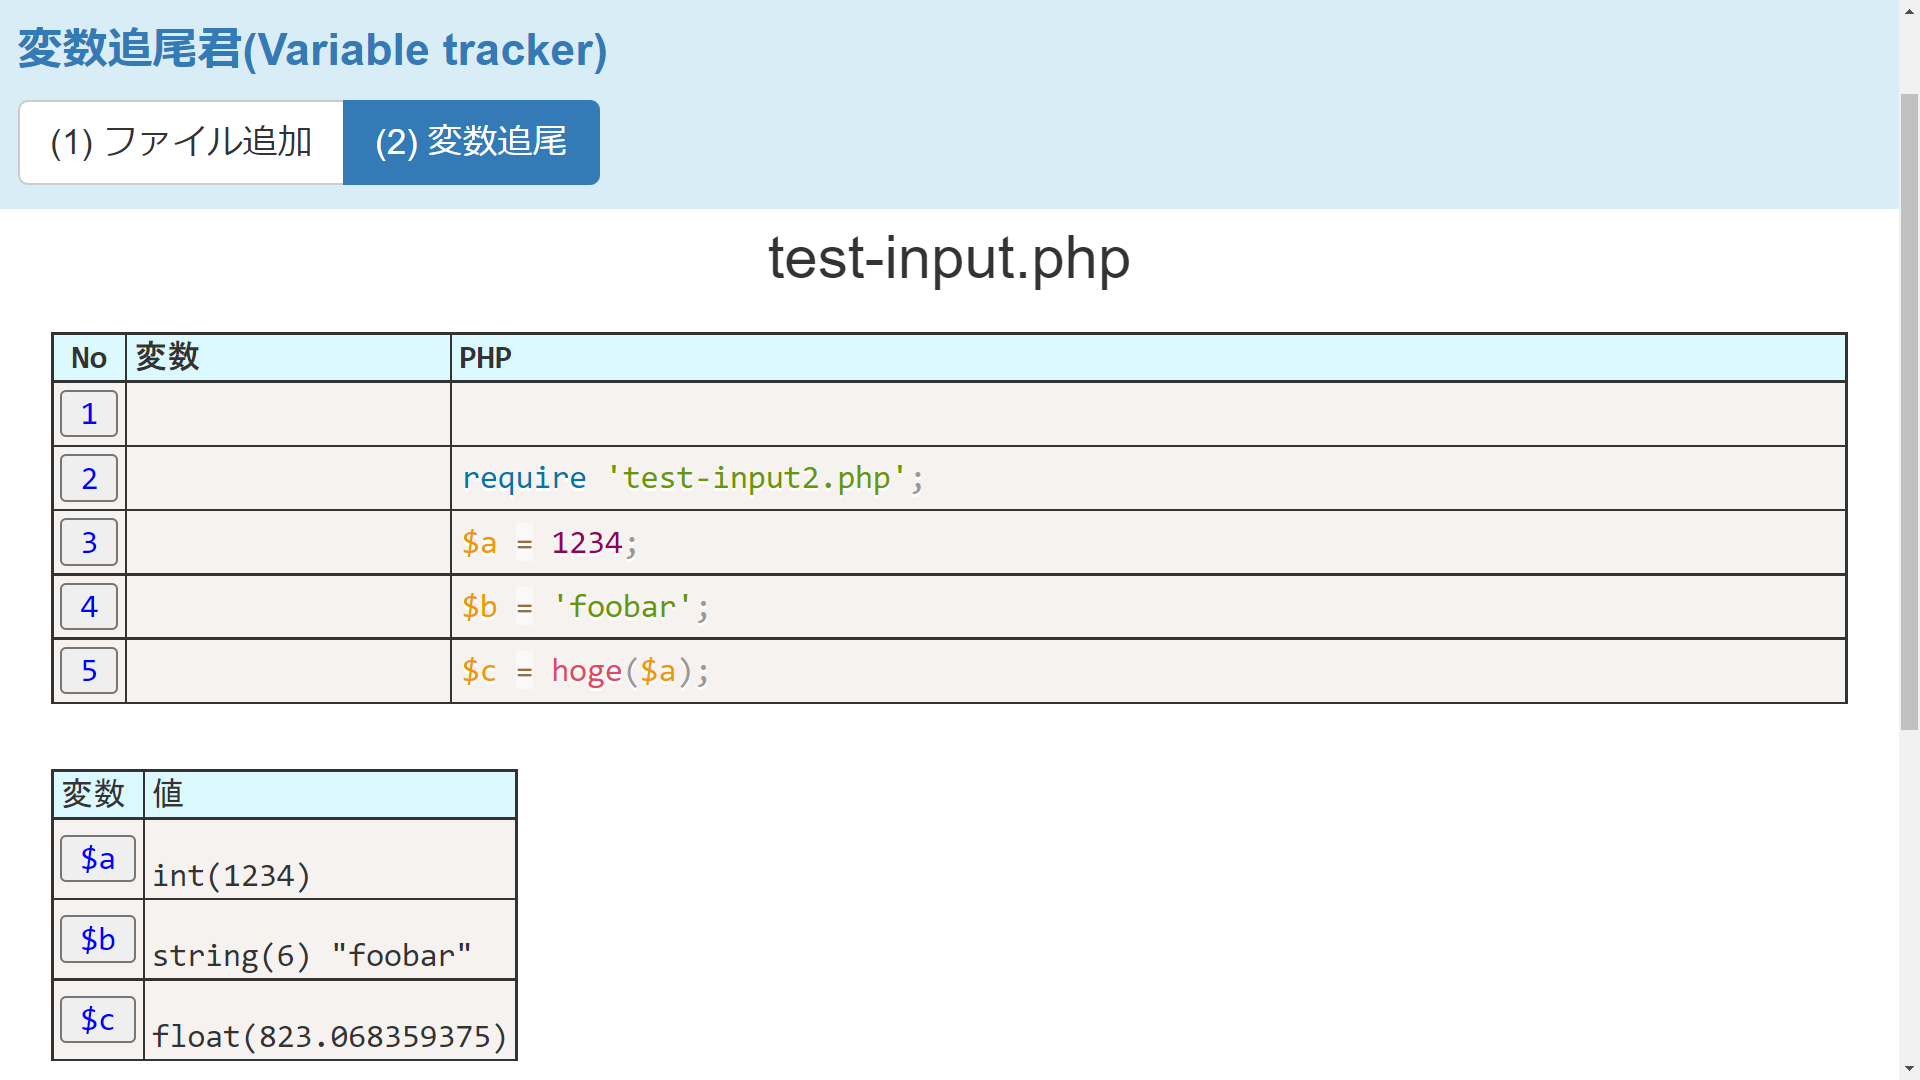 変数追尾君(Variable tracker)
(1) ファイル追加 (2) 変数追尾
test-input.php
No 変数 PHP
1
2 require 'test-input2.php';
3 $a = 1234;
4 $b = 'foobar';
5 $c = hoge($a);
変数 値
$a int(1234)
$b string(6) "foobar"
$c float(823.068359375)